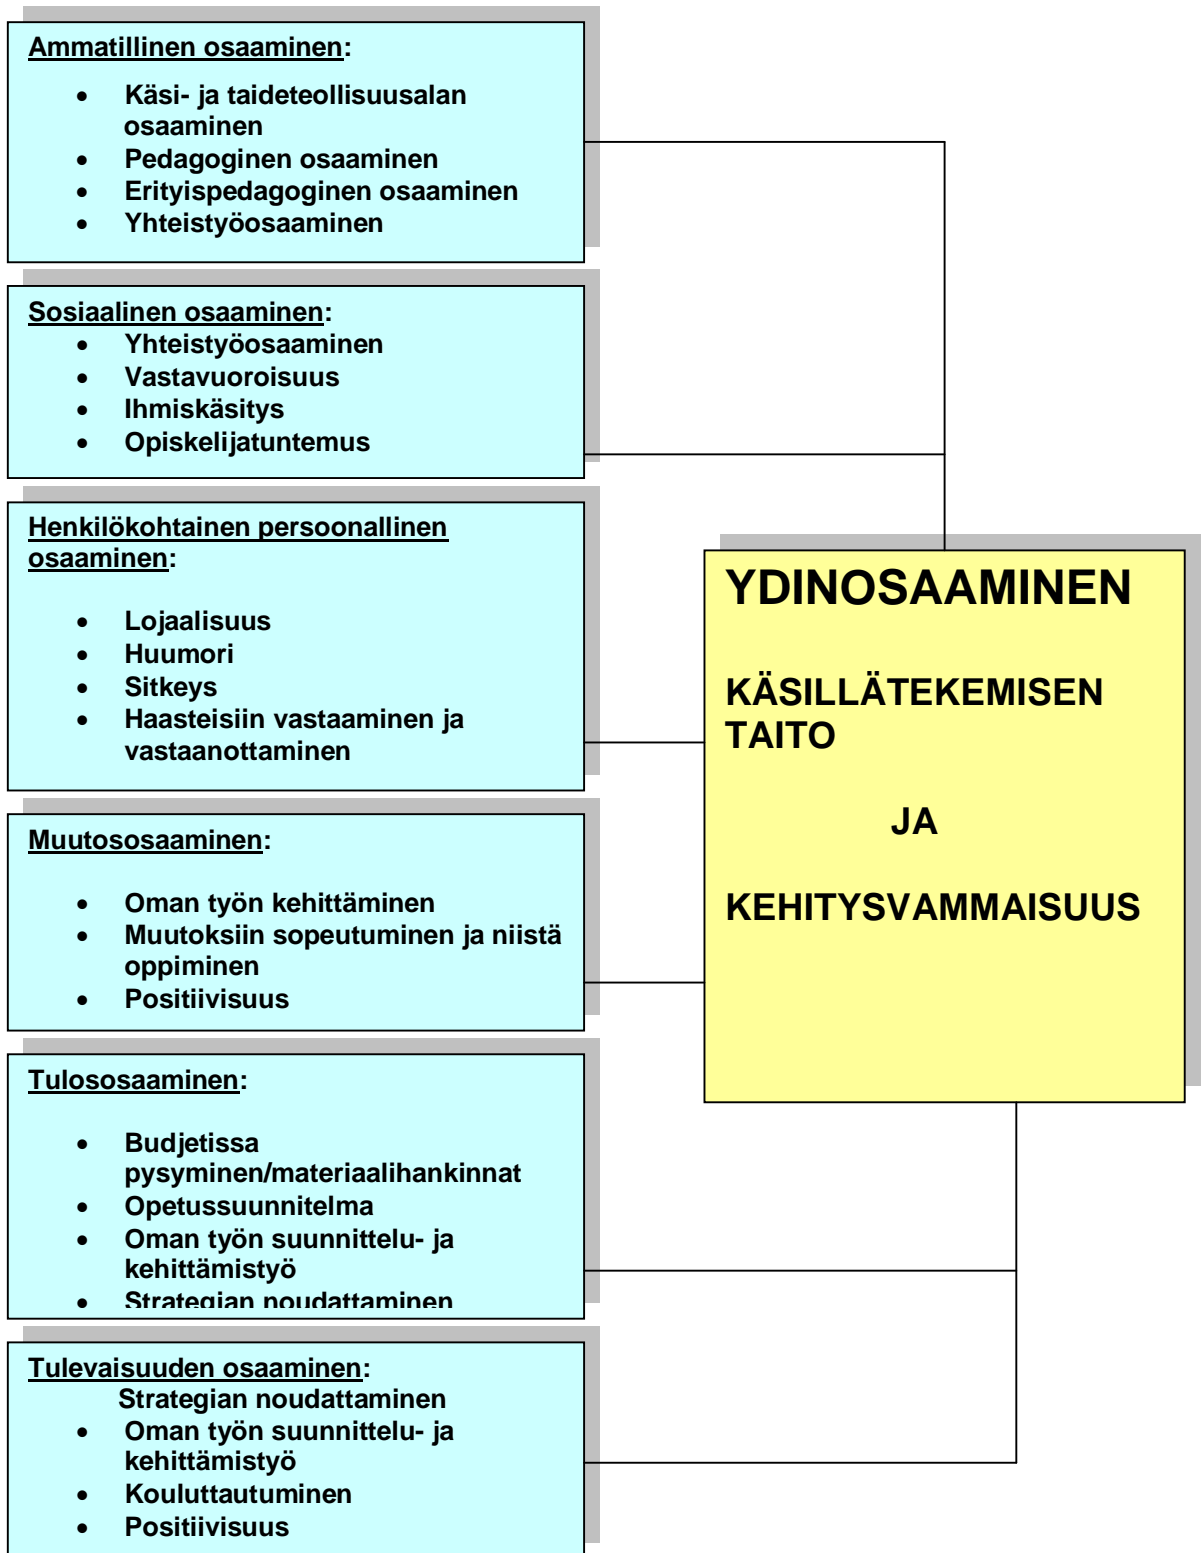 Ammatillinen osaaminen:
• Käsi- ja taideteollisuusalan
osaaminen
• Pedagoginen osaaminen
• Erityispedagoginen osaaminen
• Yhteistyöosaaminen
Sosiaalinen osaaminen:
• Yhteistyöosaaminen
• Vastavuoroisuus
• Ihmiskäsitys
• Opiskelijatuntemus
Henkilökohtainen persoonallinen
osaaminen:
• Lojaalisuus
• Huumori
• Sitkeys
• Haasteisiin vastaaminen ja
vastaanottaminen
Muutososaaminen:
• Oman työn kehittäminen
• Muutoksiin sopeutuminen ja niistä
oppiminen
• Positiivisuus
Tulososaaminen:
• Budjetissa
pysyminen/materiaalihankinnat
• Opetussuunnitelma
• Oman työn suunnittelu- ja
kehittämistyö
• Strategian noudattaminen
Tulevaisuuden osaaminen:
Strategian noudattaminen
• Oman työn suunnittelu- ja
kehittämistyö
• Kouluttautuminen
• Positiivisuus
YDINOSAAMINEN
KÄSILLÄTEKEMISEN
TAITO
JA
KEHITYSVAMMAISUUS